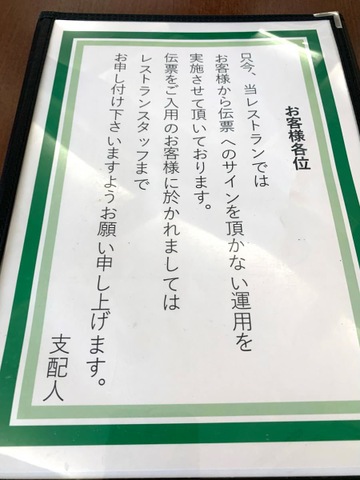 お客様各位
只今、当レストランでは
お客様から伝票へのサインを頂かない運用を
実施させて頂いております。
伝票をご入用のお客様に於かれましては
レストランスタッフまで
お申し付け下さいますようお願い申し上げます。
支配人